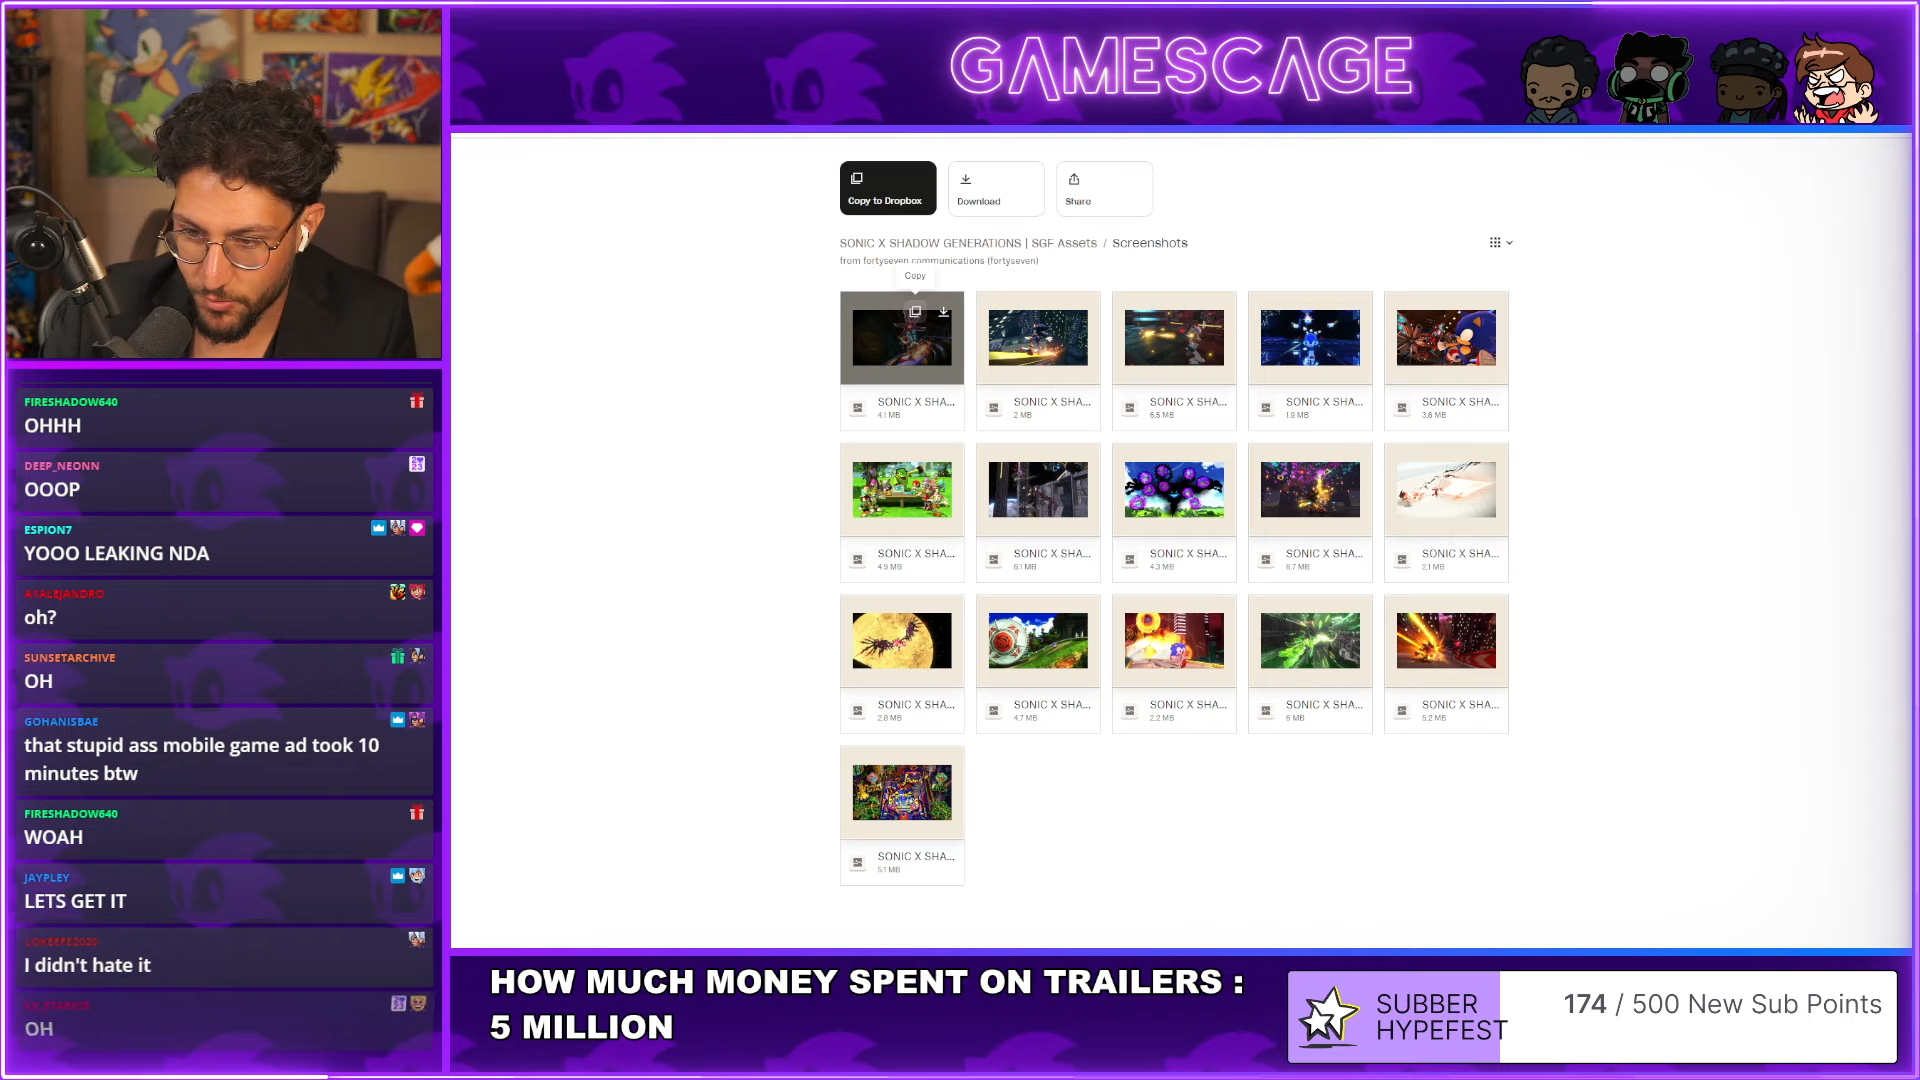 GAMESCAGE
Copy to Dropbox
Download
Share
SONIC X SHADOW GENERATIONS | SGF Assets / Screenshots
from fortyseven communications (fortyseven)
Copy
SONIC X SHA...
4.1 MB
SONIC X SHA...
2 MB
SONIC X SHA...
6.5 MB
SONIC X SHA...
1.9 MB
SONIC X SHA...
3.6 MB
SONIC X SHA...
4.9 MB
SONIC X SHA...
6.1 MB
SONIC X SHA...
4.3 MB
SONIC X SHA...
6.7 MB
SONIC X SHA...
2.1 MB
SONIC X SHA...
2.8 MB
SONIC X SHA...
4.7 MB
SONIC X SHA...
2.2 MB
SONIC X SHA...
6 MB
SONIC X SHA...
5.2 MB
SONIC X SHA...
5.1 MB
FIRESHADOW640
OHHH
DEEP_NEONN
OOOP
ESPION7
YOOO LEAKING NDA
oh?
SUNSETARCHIVE
OH
GOHANISBAE
that stupid ass mobile game ad took 10
minutes btw
FIRESHADOW640
WOAH
JAYPLEY
LETS GET IT
I didn't hate it
OH
HOW MUCH MONEY SPENT ON TRAILERS :
5 MILLION
SUBBER
HYPEFEST
174 / 500 New Sub Points